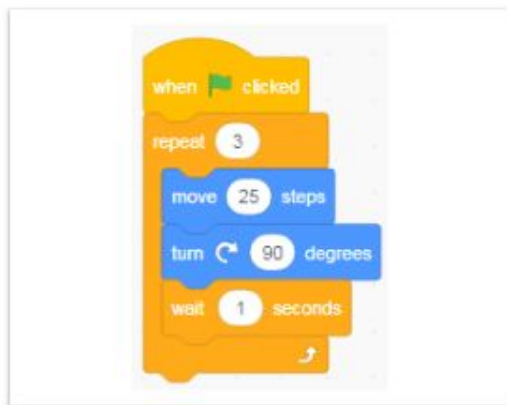 when clicked
repeat 3
move 25 steps
turn 90 degrees
wait 1 seconds